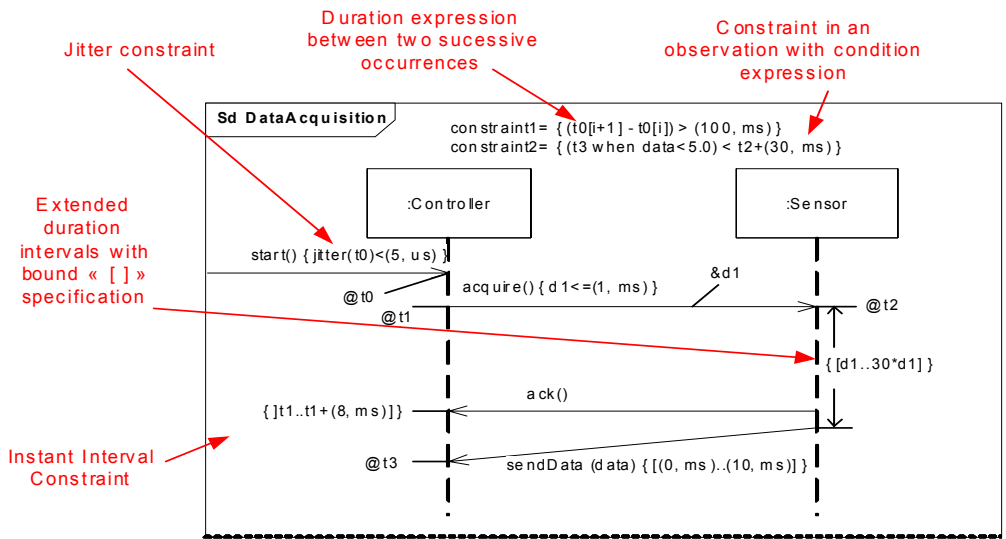 Duration expression
between two sucessive
occurrences
Jitter constraint
Constraint in an
observation with condition
expression
Sd DataAcquisition
constraint1= { (t0[i+1] - t0[i]) > (100, ms) }
constraint2= { (t3 when data<5.0) < t2+(30, ms) }
Extended
duration
intervals with
bound « [ ] »
specification
:Controller
:Sensor
start() { jitter(t0)<(5, us) }
@t0
acquire() { d1<=(1, ms) }
&d1
@t1
@t2
{ [d1..30*d1] }
ack()
{ ]t1..t1+(8, ms)] }
Instant Interval
Constraint
@t3
sendData (data) { [(0, ms)..(10, ms)] }